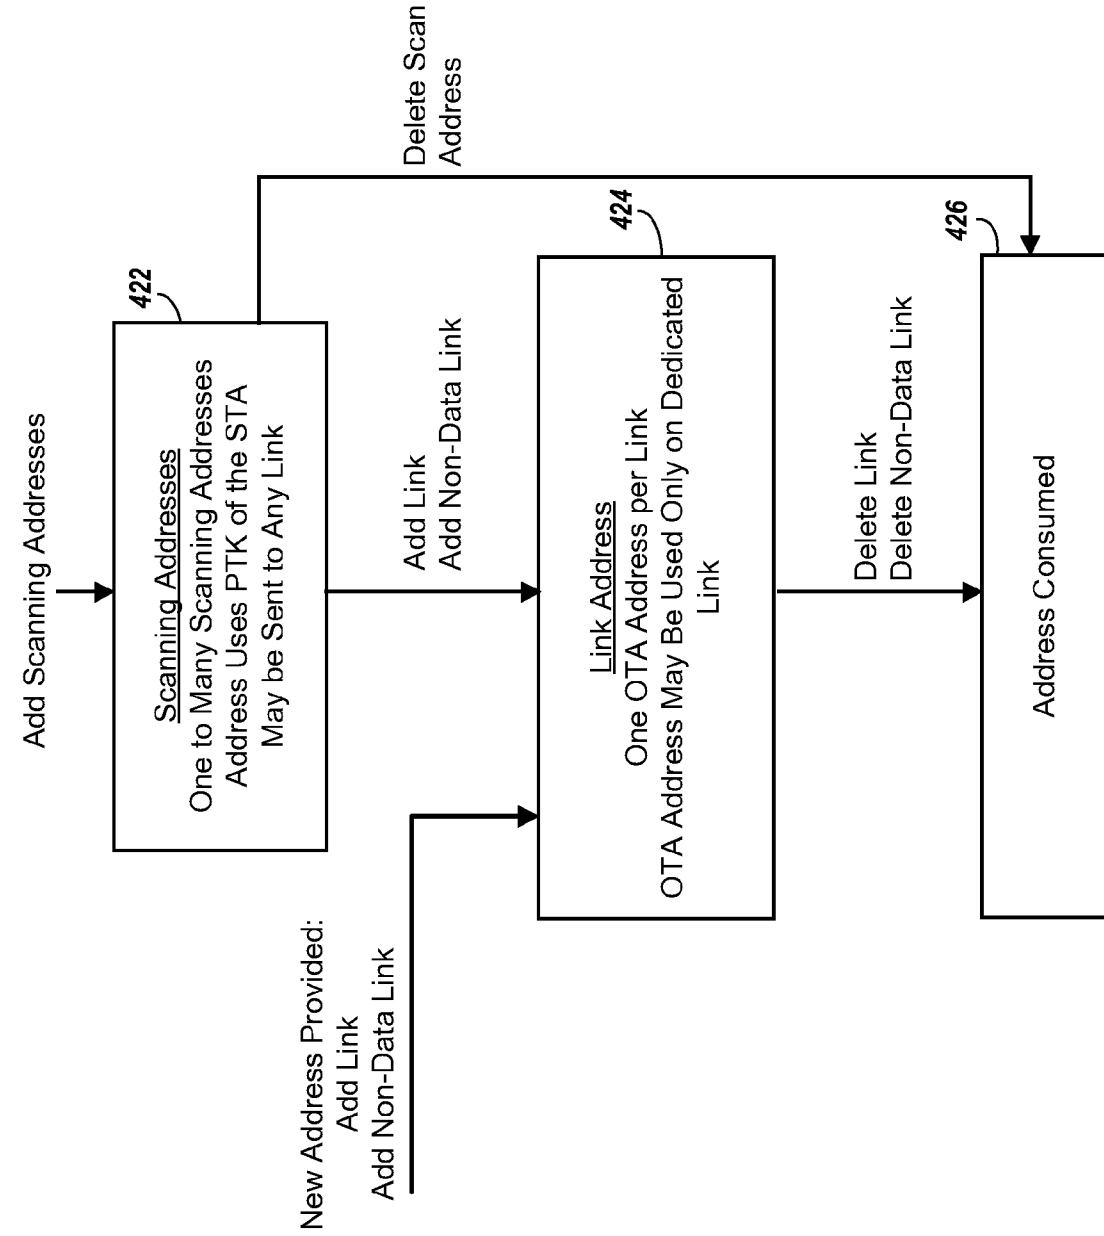 Add Scanning Addresses
422
Scanning Addresses
One to Many Scanning Addresses
Address Uses PTK of the STA
May be Sent to Any Link
New Address Provided:
Add Link
Add Non-Data Link
Add Link
Add Non-Data Link
Delete Scan
Address
424
Link Address
One OTA Address per Link
OTA Address May Be Used Only on Dedicated
Link
Delete Link
Delete Non-Data Link
426
Address Consumed